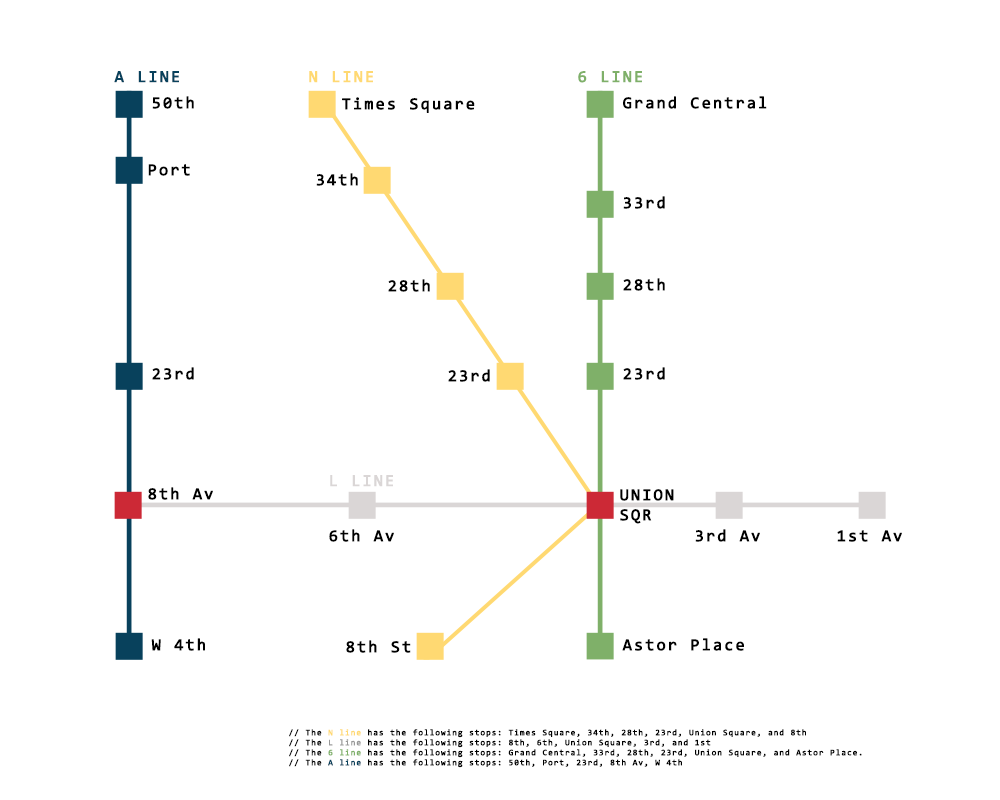 A LINE
N LINE
6 LINE
50th
Times Square
Grand Central
Port
34th
33rd
28th
28th
23rd
23rd
23rd
L LINE
8th Av
UNION
SQR
6th Av
3rd Av
1st Av
W 4th
8th St
Astor Place
// The N line has the following stops: Times Square, 34th, 28th, 23rd, Union Square, and 8th
// The L line has the following stops: 8th, 6th, Union Square, 3rd, and 1st
// The 6 line has the following stops: Grand Central, 33rd, 28th, 23rd, Union Square, and Astor Place.
// The A line has the following stops: 50th, Port, 23rd, 8th Av, W 4th